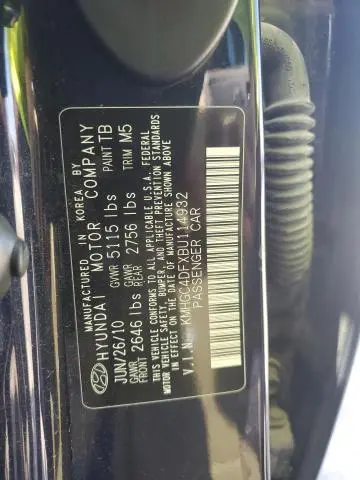 MANUFACTURED IN KOREA BY
HYUNDAI MOTOR COMPANY
JUN/26/10 GVWR 5115 lbs PAINT TB
GAWR FRONT 2646 lbs GAWR REAR 2756 lbs TRIM M5
THIS VEHICLE CONFORMS TO ALL APPLICABLE U.S.A. FEDERAL
MOTOR VEHICLE SAFETY, BUMPER, AND THEFT PREVENTION STANDARDS
IN EFFECT ON THE DATE OF MANUFACTURE SHOWN ABOVE
V.I.N: KMHGC4DFXBU114932
PASSENGER CAR